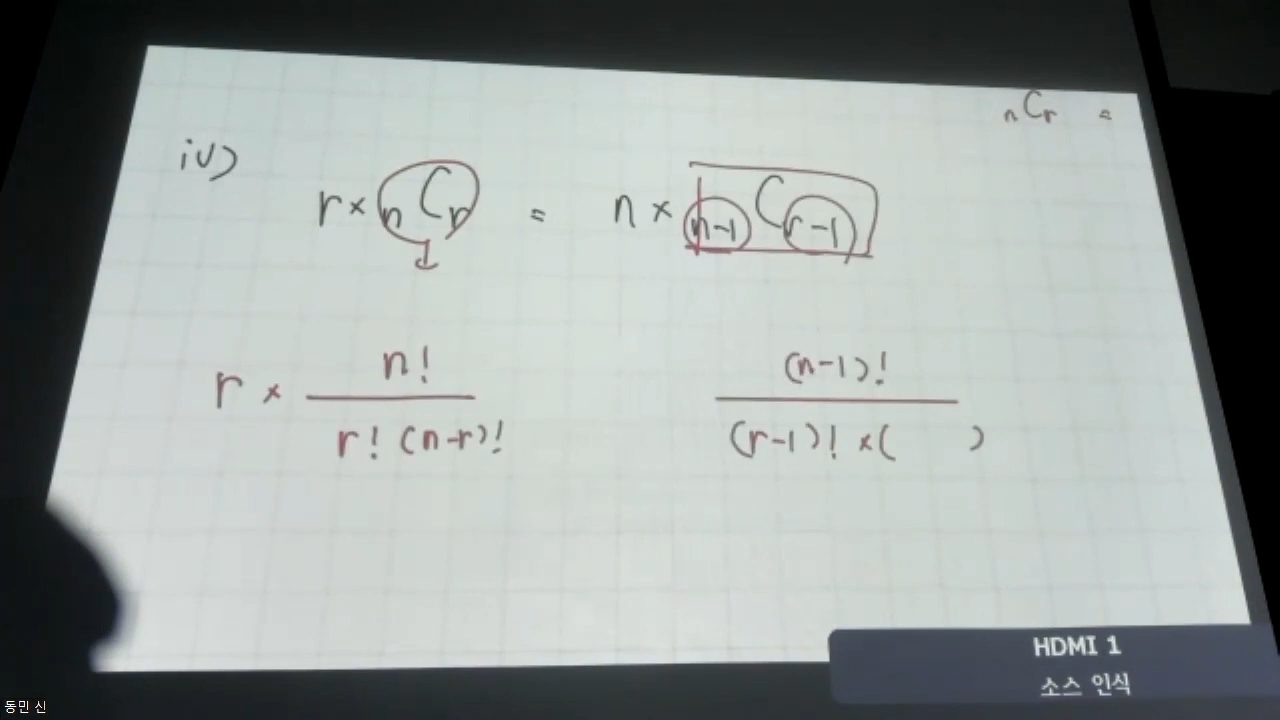 nCr =
iv)
r × nCr = n × n-1Cr-1
r × n! / r! (n-r)!
(n-1)! / (r-1)! × ( )
HDMI 1
소스 인식
동민 신